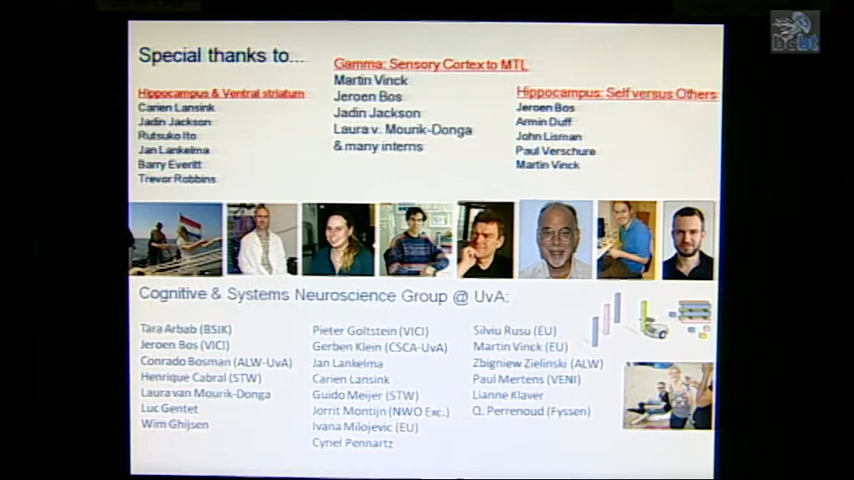 Special thanks to...
Hippocampus & Ventral striatum
Carien Lansink
Jadin Jackson
Rutsuko Ito
Jan Lankelma
Barry Everitt
Trevor Robbins
Gamma: Sensory Cortex to MTL
Martin Vinck
Jeroen Bos
Jadin Jackson
Laura v. Mourik-Donga
& many interns
Hippocampus: Self versus Others
Jeroen Bos
Armin Duff
John Lisman
Paul Verschure
Martin Vinck
Cognitive & Systems Neuroscience Group @ UvA:
Tara Arbab (BSIK)
Jeroen Bos (VICI)
Conrado Bosman (ALW-UvA)
Henrique Cabral (STW)
Laura van Mourik-Donga
Luc Gentet
Wim Ghijsen
Pieter Goltstein (VICI)
Gerben Klein (CSCA-UvA)
Jan Lankelma
Carien Lansink
Guido Meijer (STW)
Jorrit Montijn (NWO Exc.)
Ivana Milojevic (EU)
Cyriel Pennartz
Silviu Rusu (EU)
Martin Vinck (EU)
Zbigniew Zielinski (ALW)
Paul Mertens (VENI)
Lianne Klaver
Q. Perrenoud (Fyssen)
bcbt